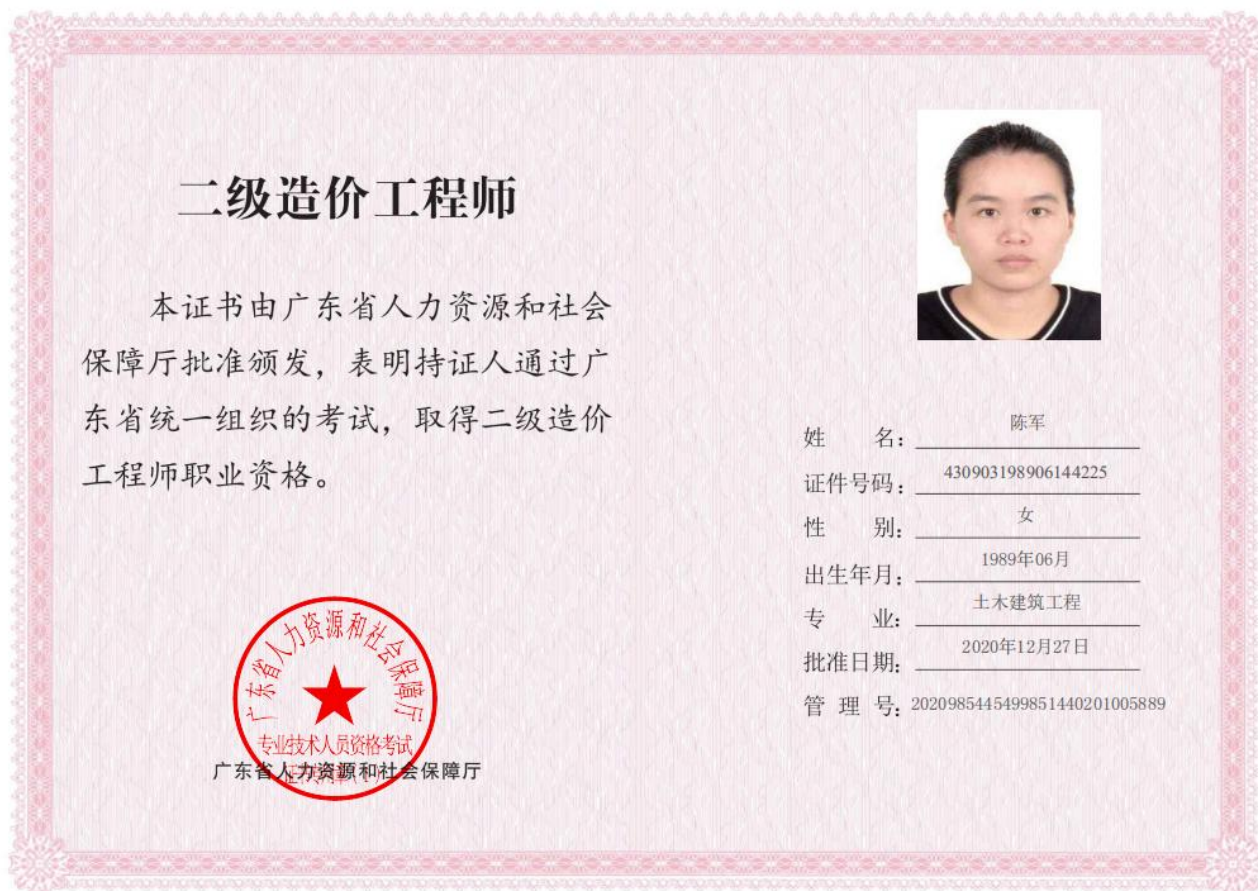 二级造价工程师
本证书由广东省人力资源和社会
保障厅批准颁发，表明持证人通过广
东省统一组织的考试，取得二级造价
工程师职业资格。
广东省人力资源和社会保障厅
专业技术人员资格考试
广东省人力资源和社会保障厅
姓 名： 陈军
证件号码： 430903198906144225
性 别： 女
出生年月： 1989年06月
专 业： 土木建筑工程
批准日期： 2020年12月27日
管 理 号： 20209854454998514402010​05889